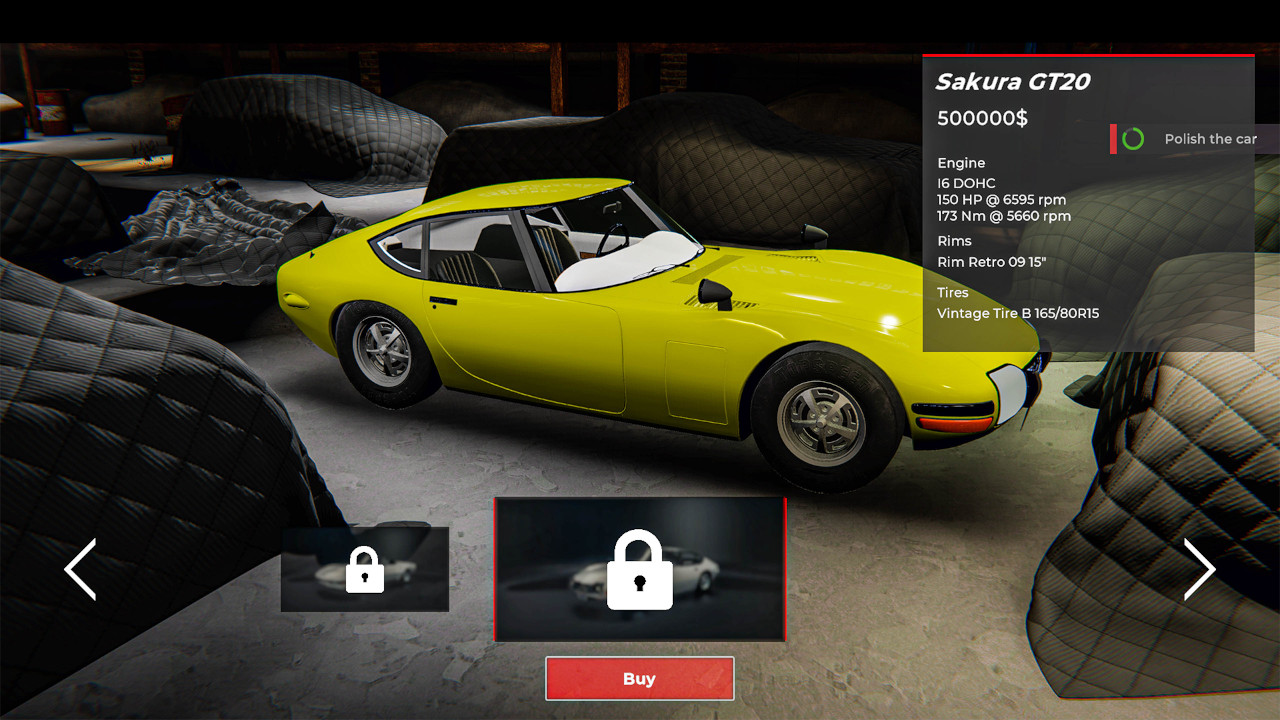 Sakura GT20
500000$
Polish the car
Engine
I6 DOHC
150 HP @ 6595 rpm
173 Nm @ 5660 rpm
Rims
Rim Retro 09 15"
Tires
Vintage Tire B 165/80R15
Buy